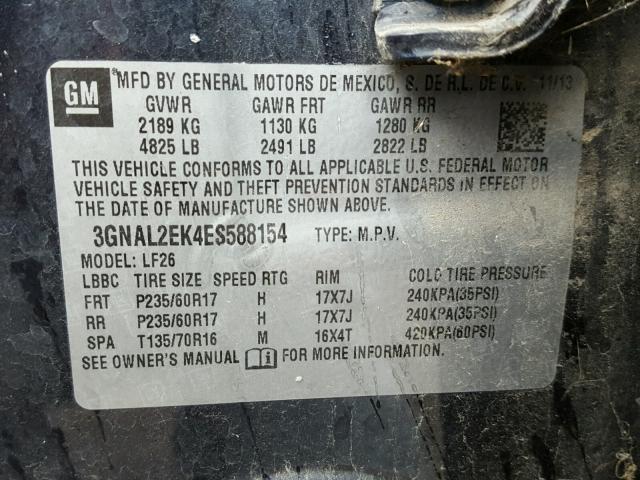 GM
MFD BY GENERAL MOTORS DE MEXICO, S. DE R.L. DE C.V. 11/13
GVWR GAWR FRT GAWR RR
2189 KG 1130 KG 1280 KG
4825 LB 2491 LB 2822 LB
THIS VEHICLE CONFORMS TO ALL APPLICABLE U.S. FEDERAL MOTOR
VEHICLE SAFETY AND THEFT PREVENTION STANDARDS IN EFFECT ON
THE DATE OF MANUFACTURE SHOWN ABOVE.
3GNAL2EK4ES588154 TYPE: M.P.V.
MODEL: LF26
LBBC TIRE SIZE SPEED RTG RIM COLD TIRE PRESSURE
FRT P235/60R17 H 17X7J 240KPA(35PSI)
RR P235/60R17 H 17X7J 240KPA(35PSI)
SPA T135/70R16 M 16X4T 420KPA(60PSI)
SEE OWNER'S MANUAL FOR MORE INFORMATION.